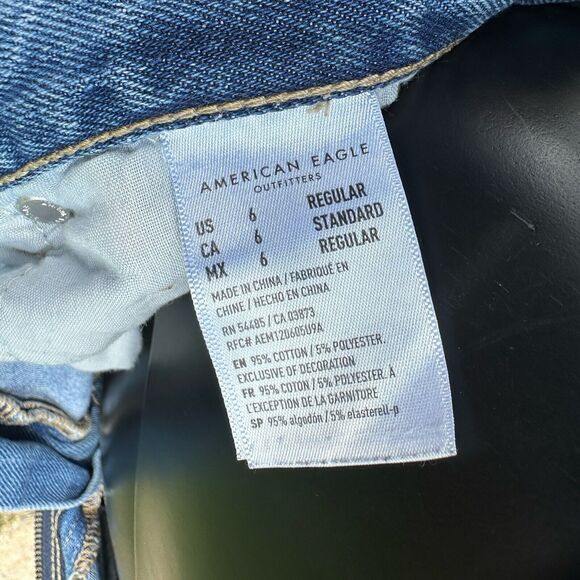 AMERICAN EAGLE
OUTFITTERS
US 6 REGULAR
CA 6 STANDARD
MX 6 REGULAR
MADE IN CHINA / FABRIQUÉ EN
CHINE / HECHO EN CHINA
RN 54485 / CA 03873
RFC# AEM120605U9A
EN 95% COTTON / 5% POLYESTER.
EXCLUSIVE OF DECORATION
FR 95% COTON / 5% POLYESTER. À
L'EXCEPTION DE LA GARNITURE
SP 95% algodón / 5% elasterell-p